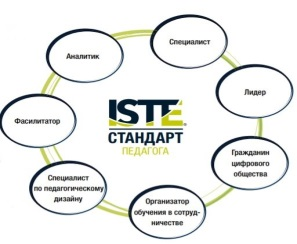 Специалист
Аналитик
Лидер
Фасилитатор
ISTE®
СТАНДАРТ
ПЕДАГОГА
Гражданин
цифрового
общества
Специалист
по педагогическому
дизайну
Организатор
обучения в сотруд-
ничестве